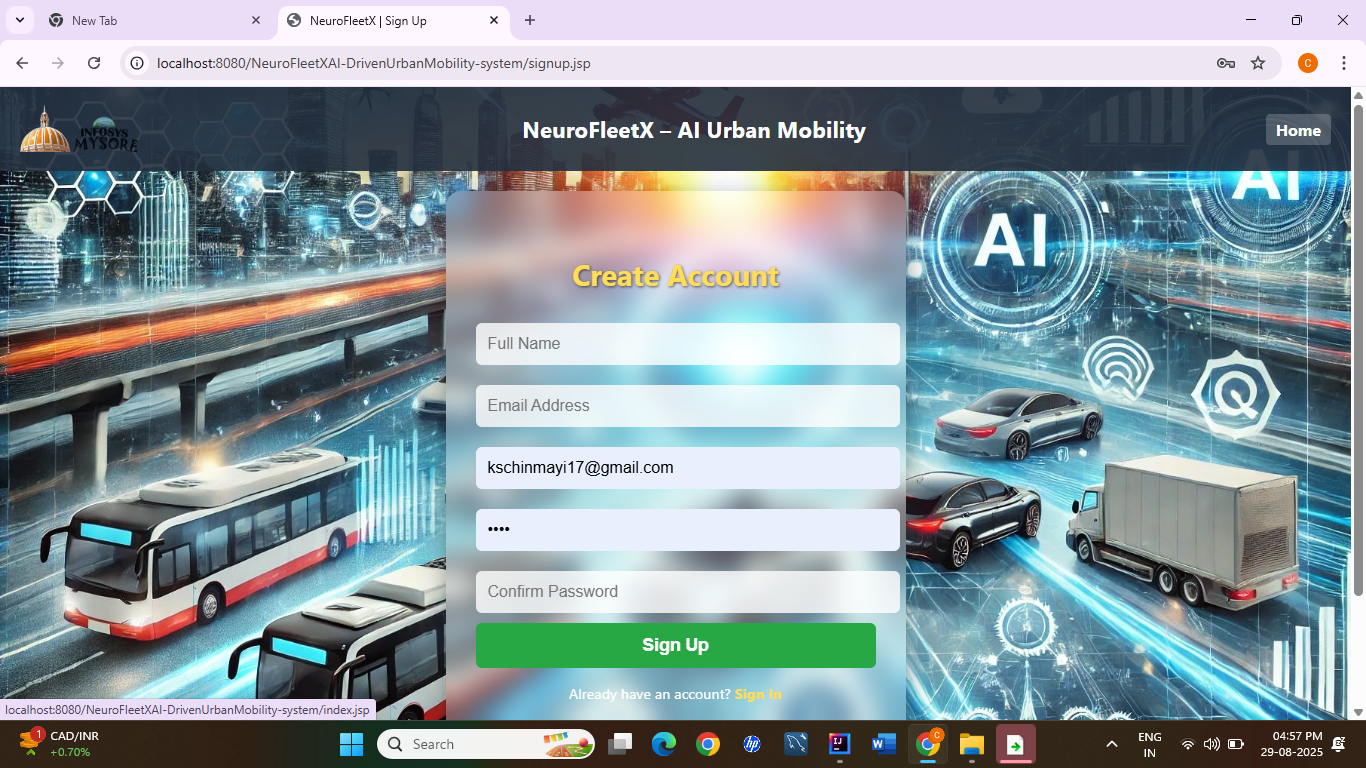 New Tab
NeuroFleetX | Sign Up
localhost:8080/NeuroFleetXAI-DrivenUrbanMobility-system/signup.jsp
C
INFOSYS
MYSORE
NeuroFleetX – AI Urban Mobility
Home
AI
AI
Create Account
Full Name
Email Address
kschinmayi17@gmail.com
••••
Confirm Password
Sign Up
Already have an account? Sign In
localhost:8080/NeuroFleetXAI-DrivenUrbanMobility-system/index.jsp
1
CAD/INR
+0.70%
Search
hp
IJ
W
C
ENG
IN
04:57 PM
29-08-2025